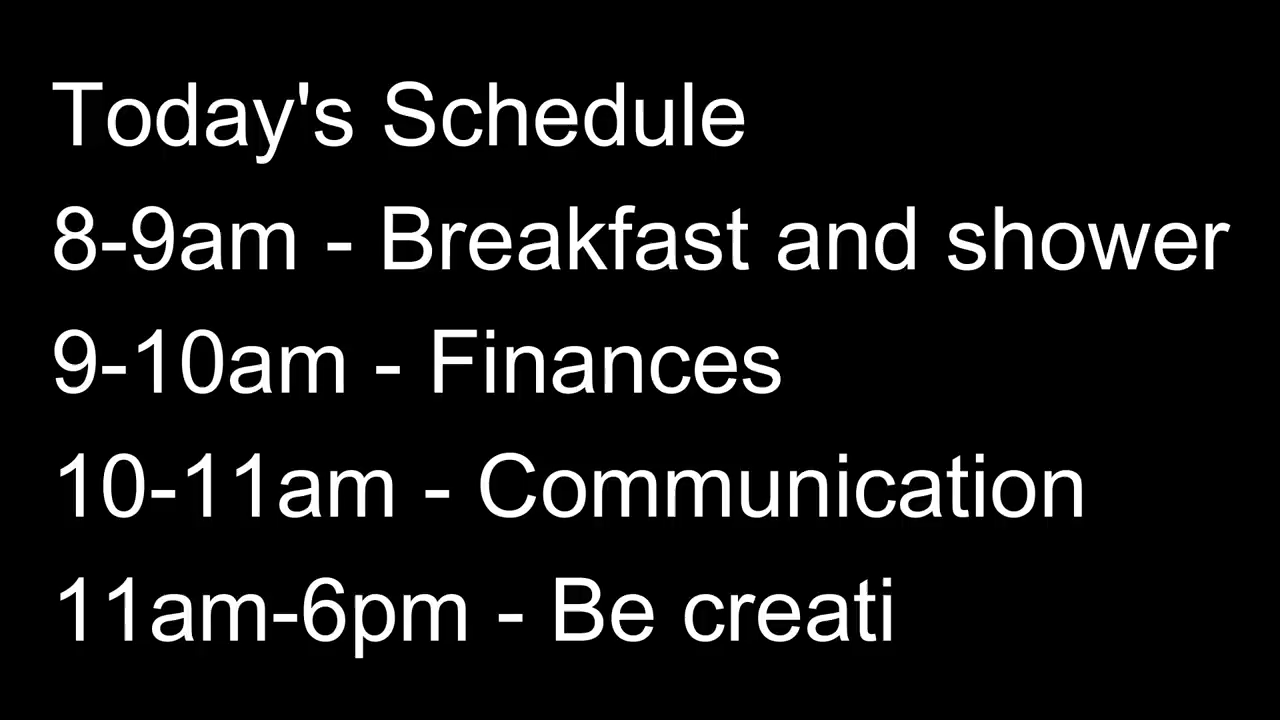 Today's Schedule
8-9am - Breakfast and shower
9-10am - Finances
10-11am - Communication
11am-6pm - Be creati